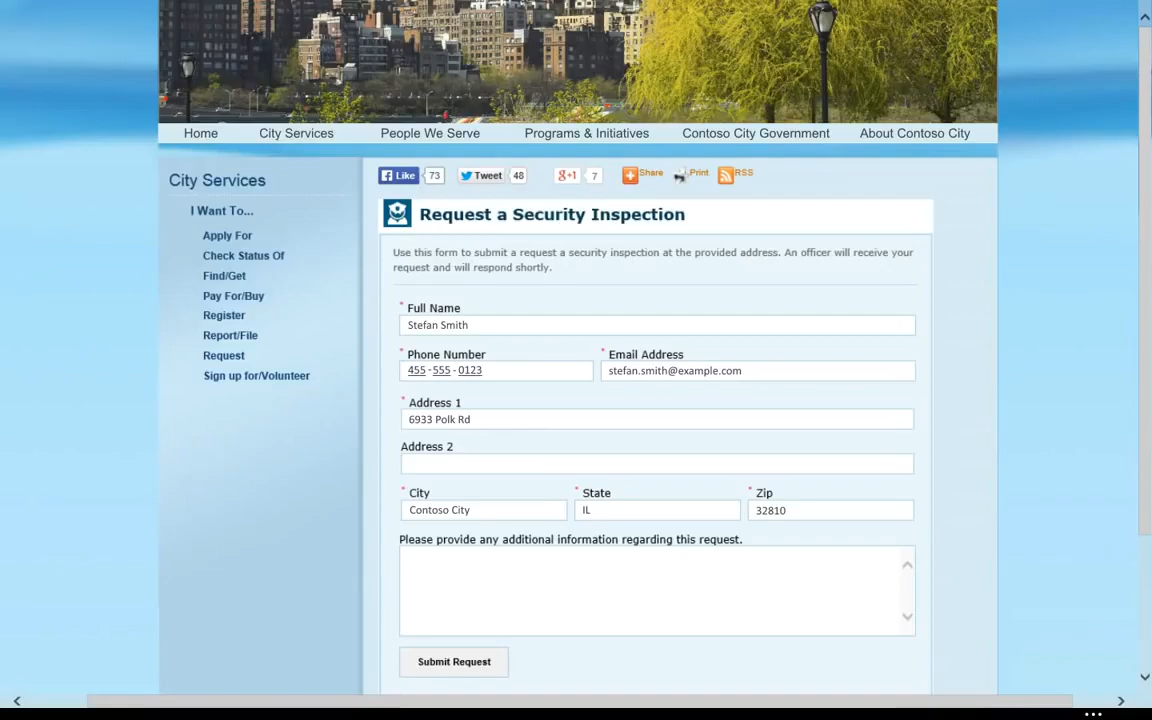 Home City Services People We Serve Programs & Initiatives Contoso City Government About Contoso City
City Services
I Want To...
Apply For
Check Status Of
Find/Get
Pay For/Buy
Register
Report/File
Request
Sign up for/Volunteer
f Like 73 Tweet 48 g+1 7 Share Print RSS
Request a Security Inspection
Use this form to submit a request a security inspection at the provided address. An officer will receive your
request and will respond shortly.
* Full Name
Stefan Smith
* Phone Number * Email Address
455 - 555 - 0123 stefan.smith@example.com
* Address 1
6933 Polk Rd
Address 2
* City * State * Zip
Contoso City IL 32810
Please provide any additional information regarding this request.
Submit Request